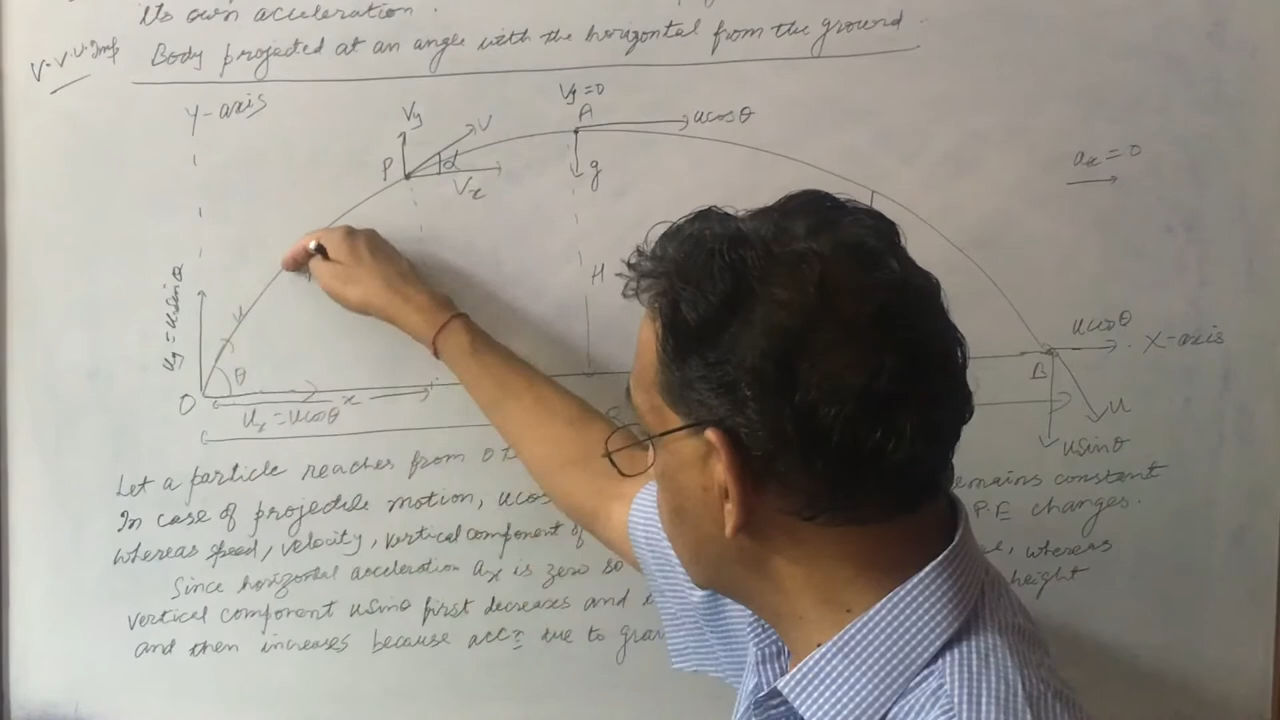 its own acceleration.
V.V.V.Imp Body projected at an angle with the horizontal from the ground.
Y-axis
Vy=0
A
ucosθ
Vy
V
P
α
Vx
g
ax=0
H
uy = usinθ
u
θ
O
x
ux = ucosθ
ucosθ
X-axis
B
u
usinθ
Let a particle reaches from O remains constant
In case of projectile motion, ucos P.E changes.
whereas speed, velocity, vertical component of
Since horizontal acceleration ax is zero so whereas
vertical component usinθ first decreases and height
and then increases because accn due to